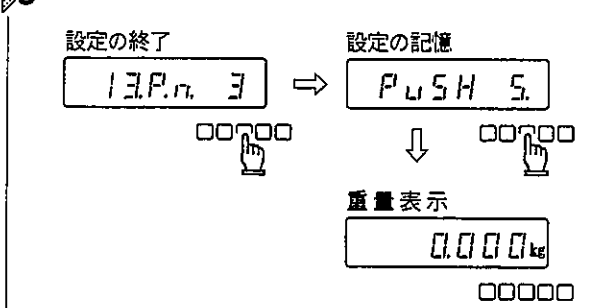 設定の終了
13.P.n. 3
設定の記憶
PuSH S.
重量表示
0.000kg